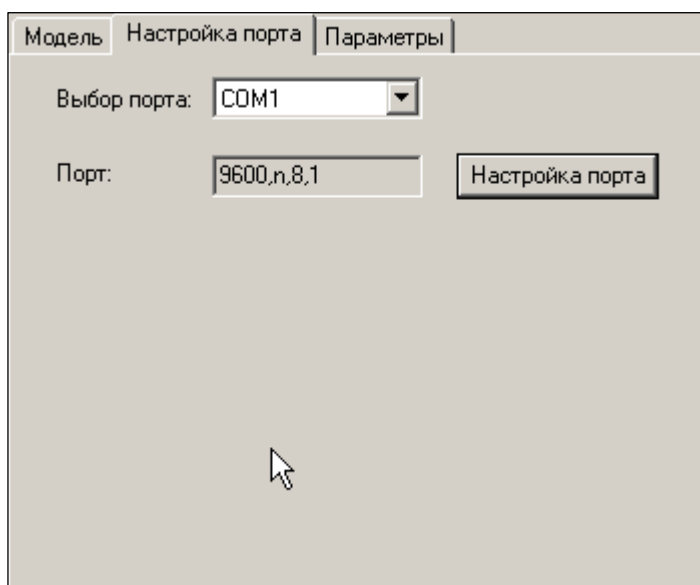 Модель Настройка порта Параметры
Выбор порта: COM1
Порт: 9600,n,8,1 Настройка порта